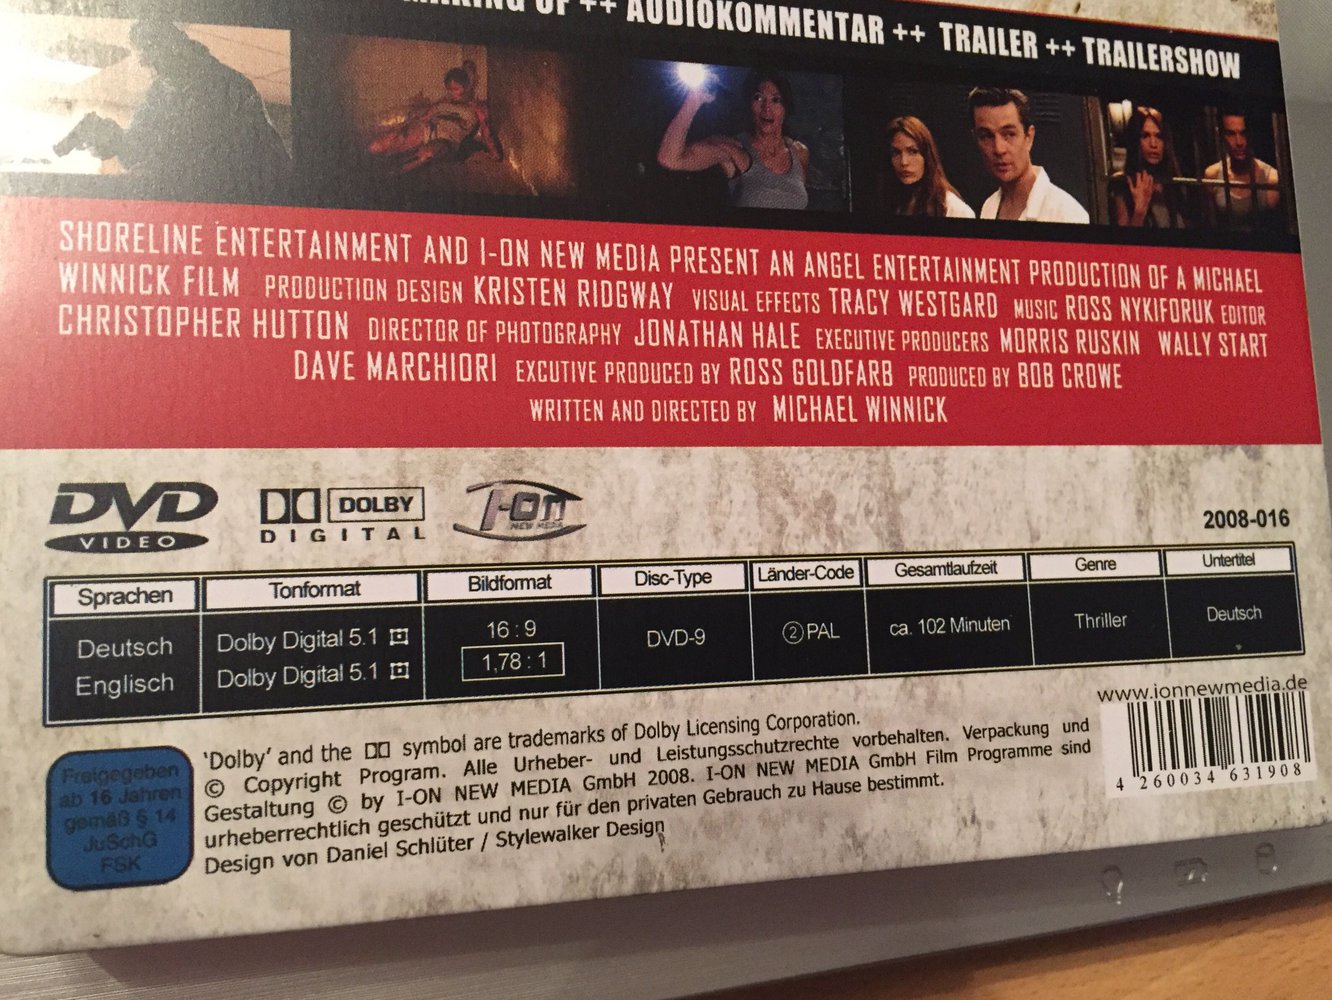 MAKING OF ++ AUDIOKOMMENTAR ++ TRAILER ++ TRAILERSHOW
SHORELINE ENTERTAINMENT AND I-ON NEW MEDIA PRESENT AN ANGEL ENTERTAINMENT PRODUCTION OF A MICHAEL
WINNICK FILM PRODUCTION DESIGN KRISTEN RIDGWAY VISUAL EFFECTS TRACY WESTGARD MUSIC ROSS NYKIFORUK EDITOR
CHRISTOPHER HUTTON DIRECTOR OF PHOTOGRAPHY JONATHAN HALE EXECUTIVE PRODUCERS MORRIS RUSKIN WALLY START
DAVE MARCHIORI EXCUTIVE PRODUCED BY ROSS GOLDFARB PRODUCED BY BOB CROWE
WRITTEN AND DIRECTED BY MICHAEL WINNICK
DVD
VIDEO
DOLBY
DIGITAL
I-ON
NEW MEDIA
2008-016
Sprachen Tonformat Bildformat Disc-Type Länder-Code Gesamtlaufzeit Genre Untertitel
Deutsch Dolby Digital 5.1 16 : 9 DVD-9 2 PAL ca. 102 Minuten Thriller Deutsch
Englisch Dolby Digital 5.1 1,78 : 1
www.ionnewmedia.de
4 260034 631908
Freigegeben
ab 16 Jahren
gemäß § 14
JuSchG
FSK
'Dolby' and the symbol are trademarks of Dolby Licensing Corporation.
© Copyright Program. Alle Urheber- und Leistungsschutzrechte vorbehalten. Verpackung und
Gestaltung © by I-ON NEW MEDIA GmbH 2008. I-ON NEW MEDIA GmbH Film Programme sind
urheberrechtlich geschützt und nur für den privaten Gebrauch zu Hause bestimmt.
Design von Daniel Schlüter / Stylewalker Design